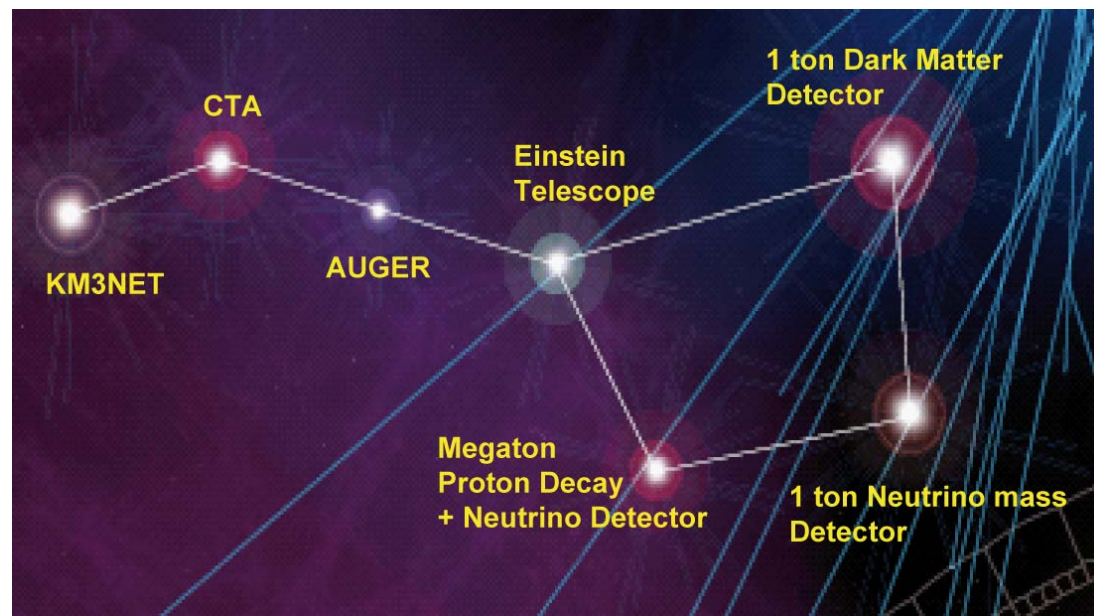 1 ton Dark Matter
Detector
CTA
Einstein
Telescope
AUGER
KM3NET
Megaton
Proton Decay
+ Neutrino Detector
1 ton Neutrino mass
Detector